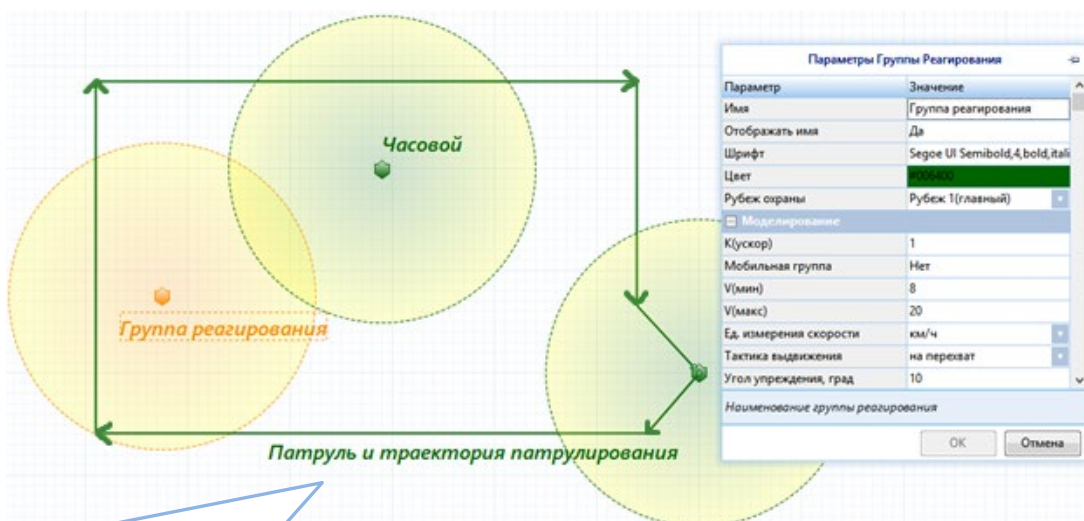 Часовой
Группа реагирования
Патруль и траектория патрулирования
Параметры Группы Реагирования
Параметр Значение
Имя Группа реагирования
Отображать имя Да
Шрифт Segoe UI Semibold,4,bold,itali
Цвет #006400
Рубеж охраны Рубеж 1(главный)
Моделирование
К(ускор) 1
Мобильная группа Нет
V(мин) 8
V(макс) 20
Ед. измерения скорости км/ч
Тактика выдвижения на перехват
Угол упреждения, град 10
Наименование группы реагирования
ОК Отмена